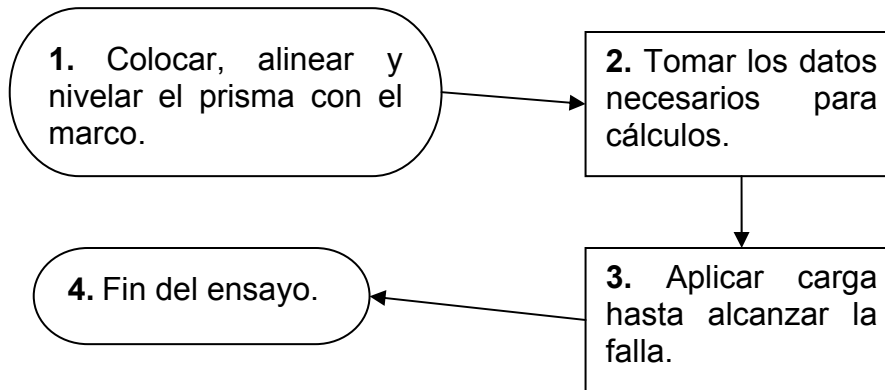 1. Colocar, alinear y
nivelar el prisma con el
marco.
2. Tomar los datos
necesarios para
cálculos.
3. Aplicar carga
hasta alcanzar la
falla.
4. Fin del ensayo.